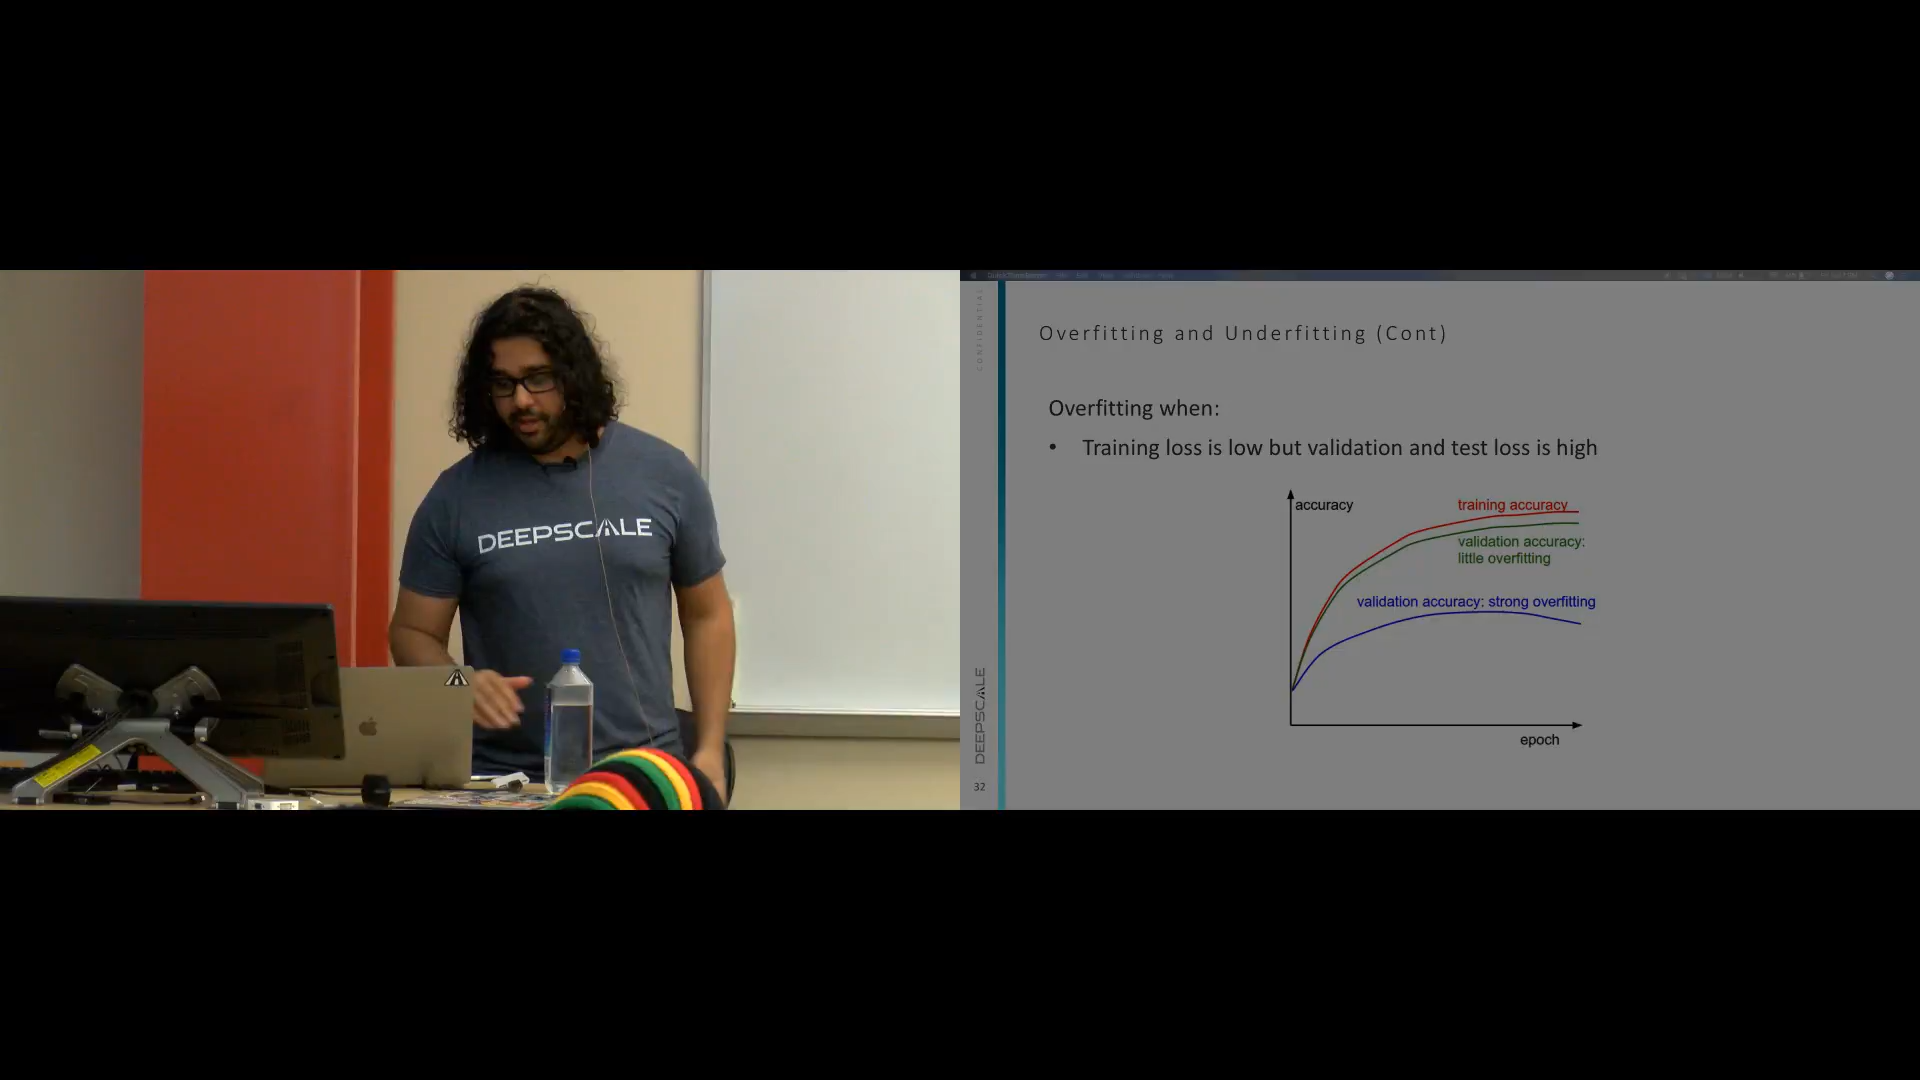 DEEPSCALE
CONFIDENTIAL
Overfitting and Underfitting (Cont)
Overfitting when:
• Training loss is low but validation and test loss is high
accuracy
training accuracy
validation accuracy:
little overfitting
validation accuracy: strong overfitting
epoch
DEEPSCALE
32